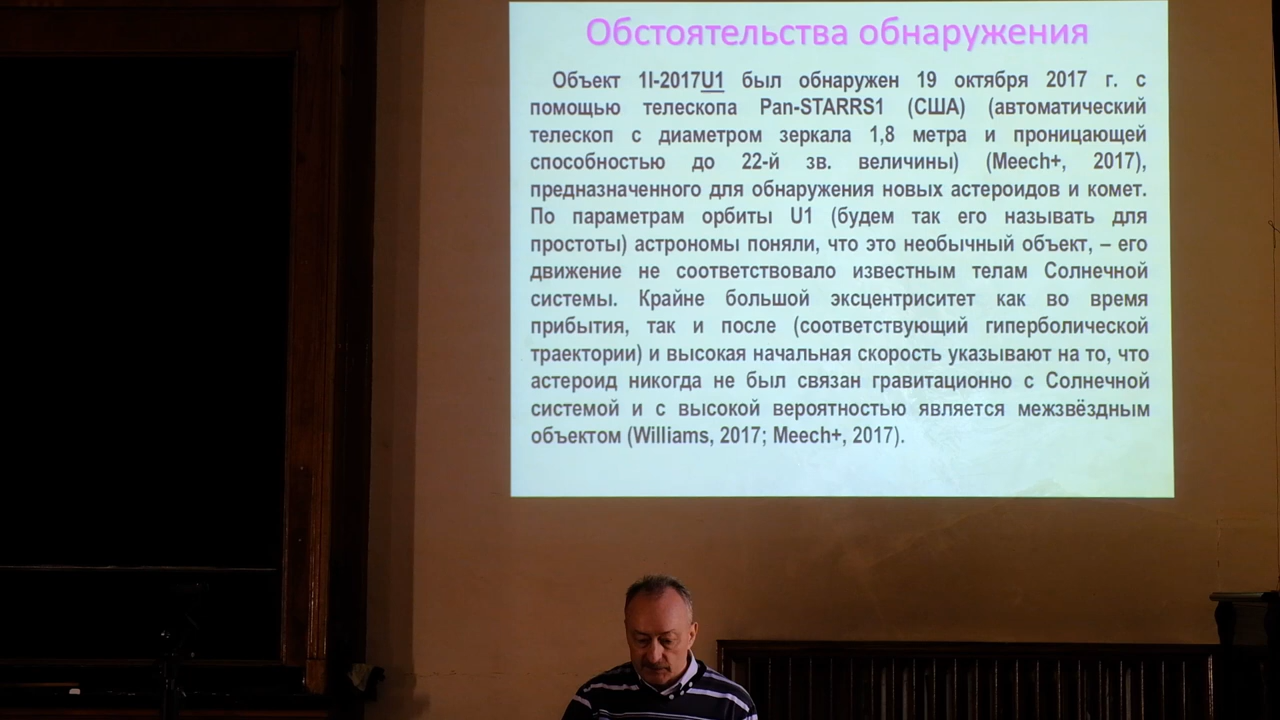 Обстоятельства обнаружения
Объект 1I-2017U1 был обнаружен 19 октября 2017 г. с
помощью телескопа Pan-STARRS1 (США) (автоматический
телескоп с диаметром зеркала 1,8 метра и проницающей
способностью до 22-й зв. величины) (Meech+, 2017),
предназначенного для обнаружения новых астероидов и комет.
По параметрам орбиты U1 (будем так его называть для
простоты) астрономы поняли, что это необычный объект, – его
движение не соответствовало известным телам Солнечной
системы. Крайне большой эксцентриситет как во время
прибытия, так и после (соответствующий гиперболической
траектории) и высокая начальная скорость указывают на то, что
астероид никогда не был связан гравитационно с Солнечной
системой и с высокой вероятностью является межзвёздным
объектом (Williams, 2017; Meech+, 2017).